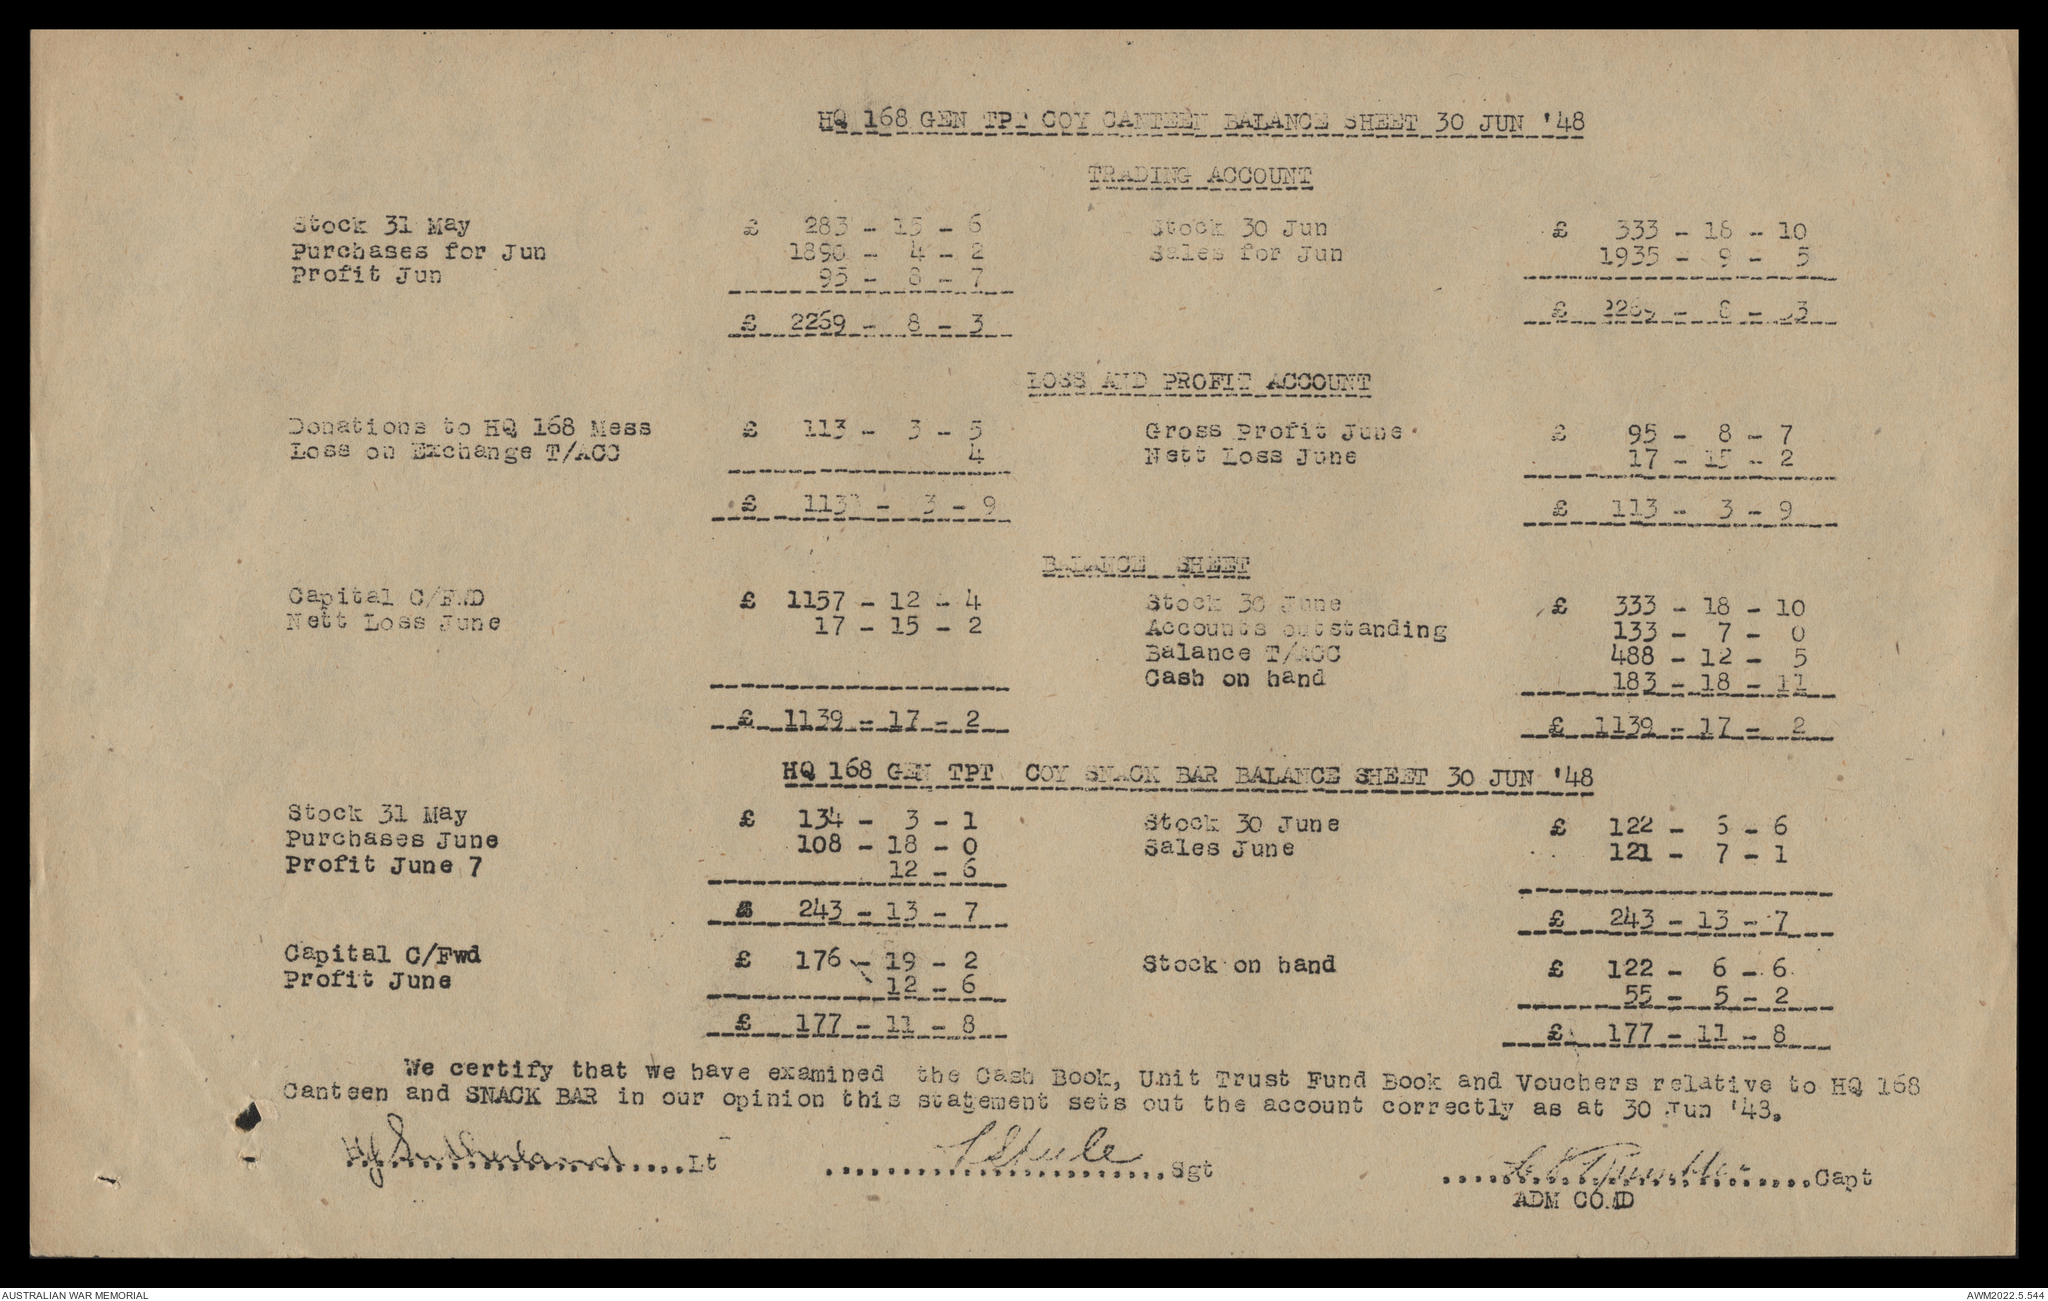 HQ 168 GEN TPT COY CANTEEN BALANCE SHEET 30 JUN '48
TRADING ACCOUNT
Stock 31 May £ 283 - 15 - 6 Stock 30 Jun £ 333 - 18 - 10
Purchases for Jun 1890 - 4 - 2 Sales for Jun 1935 - 9 - 5
Profit Jun 95 - 8 - 7
£ 2269 - 8 - 3 £ 2269 - 8 - 3
LOSS AND PROFIT ACCOUNT
Donations to HQ 168 Mess £ 113 - 3 - 5 Gross Profit June £ 95 - 8 - 7
Loss on Exchange T/ACC 4 Nett Loss June 17 - 15 - 2
£ 113 - 3 - 9 £ 113 - 3 - 9
BALANCE SHEET
Capital C/FWD £ 1157 - 12 - 4 Stock 30 June £ 333 - 18 - 10
Nett Loss June 17 - 15 - 2 Accounts outstanding 133 - 7 - 0
Balance T/ACC 488 - 12 - 5
Cash on hand 183 - 18 - 11
£ 1139 - 17 - 2 £ 1139 - 17 - 2
HQ 168 GEN TPT COY SNACK BAR BALANCE SHEET 30 JUN '48
Stock 31 May £ 134 - 3 - 1 Stock 30 June £ 122 - 6 - 6
Purchases June 108 - 18 - 0 Sales June 121 - 7 - 1
Profit June 7 12 - 6
£ 243 - 13 - 7 £ 243 - 13 - 7
Capital C/Fwd £ 176 - 19 - 2 Stock on hand £ 122 - 6 - 6
Profit June 12 - 6 55 - 5 - 2
£ 177 - 11 - 8 £ 177 - 11 - 8
We certify that we have examined the Cash Book, Unit Trust Fund Book and Vouchers relative to HQ 168
Canteen and SNACK BAR in our opinion this statement sets out the account correctly as at 30 Jun '48.
Sutherland Lt Sgt Capt
ADM COMD
AUSTRALIAN WAR MEMORIAL AWM2022.5.544